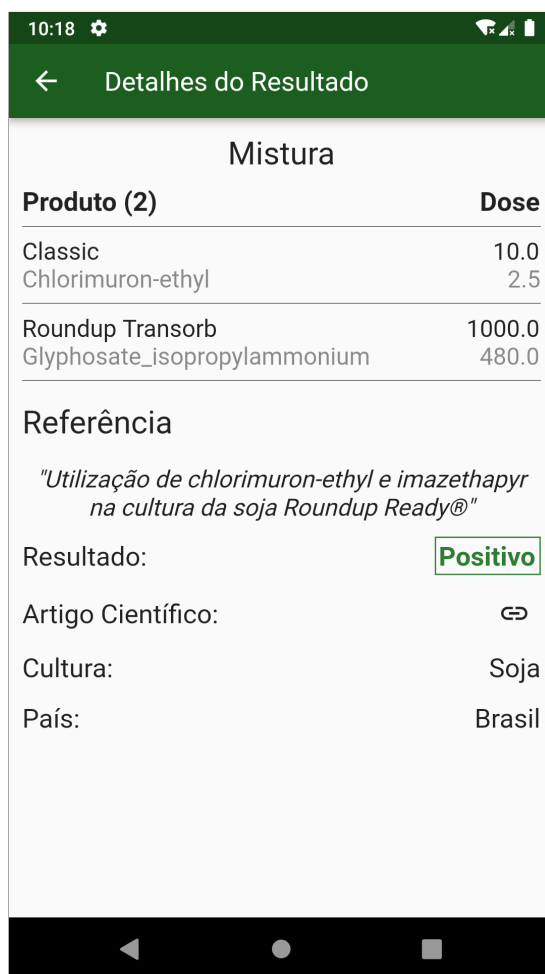 10:18
Detalhes do Resultado
Mistura
Produto (2) Dose
Classic 10.0
Chlorimuron-ethyl 2.5
Roundup Transorb 1000.0
Glyphosate_isopropylammonium 480.0
Referência
"Utilização de chlorimuron-ethyl e imazethapyr
na cultura da soja Roundup Ready®"
Resultado: Positivo
Artigo Científico:
Cultura: Soja
País: Brasil